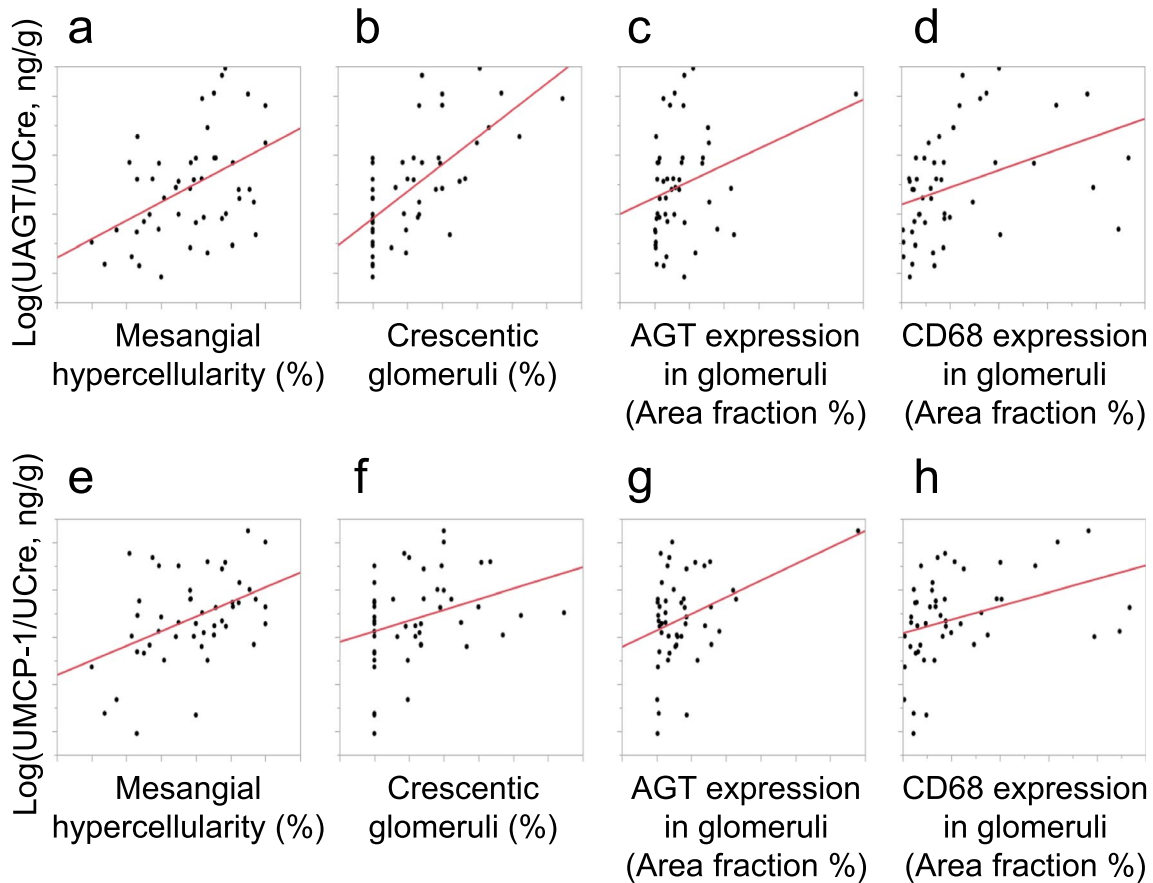 a
b
c
d
Log(UAGT/UCre, ng/g)
Mesangial
hypercellularity (%)
Crescentic
glomeruli (%)
AGT expression
in glomeruli
(Area fraction %)
CD68 expression
in glomeruli
(Area fraction %)
e
f
g
h
Log(UMCP-1/UCre, ng/g)
Mesangial
hypercellularity (%)
Crescentic
glomeruli (%)
AGT expression
in glomeruli
(Area fraction %)
CD68 expression
in glomeruli
(Area fraction %)